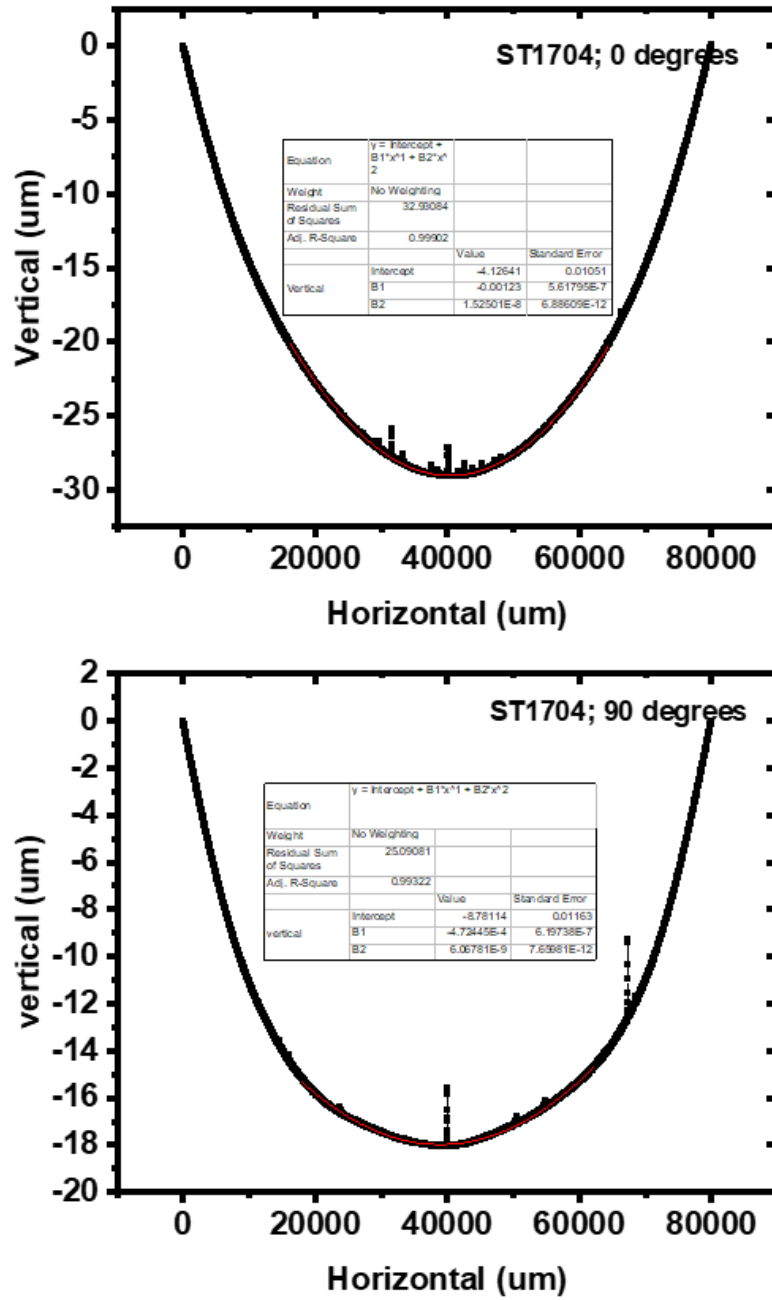 ST1704; 0 degrees
Vertical (um)
0
-5
-10
-15
-20
-25
-30
Equation
y = Intercept +
B1*x^1 + B2*x^
2
Weight No Weighting
Residual Sum
of Squares
32.93084
Adj. R-Square 0.99902
Value Standard Error
Vertical
Intercept -4.12641 0.01051
B1 -0.00123 5.61795E-7
B2 1.52501E-8 6.88609E-12
0 20000 40000 60000 80000
Horizontal (um)
ST1704; 90 degrees
vertical (um)
2
0
-2
-4
-6
-8
-10
-12
-14
-16
-18
-20
Equation
y = Intercept + B1*x^1 + B2*x^2
Weight No Weighting
Residual Sum
of Squares
25.09081
Adj. R-Square 0.99322
Value Standard Error
vertical
Intercept -8.78114 0.01163
B1 -4.72445E-4 6.19738E-7
B2 6.06781E-9 7.65981E-12
0 20000 40000 60000 80000
Horizontal (um)